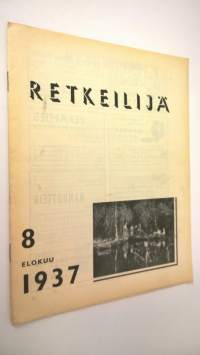 RETKEILIJÄ
8
ELOKUU
1937